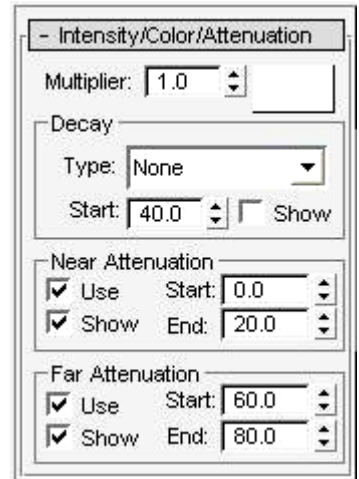 - Intensity/Color/Attenuation
Multiplier: 1.0
Decay
Type: None
Start: 40.0 Show
Near Attenuation
Use Start: 0.0
Show End: 20.0
Far Attenuation
Use Start: 60.0
Show End: 80.0